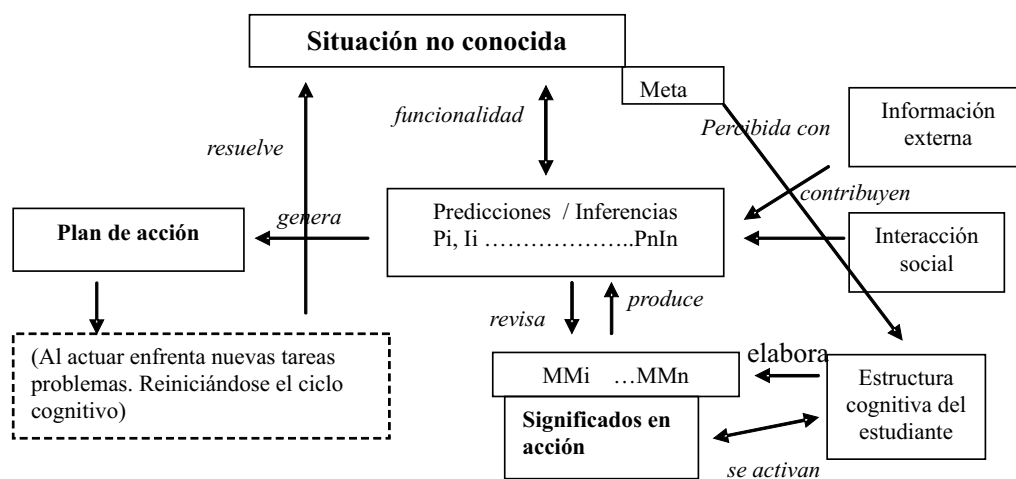 Situación no conocida
Meta
funcionalidad
Percibida con
Información
externa
resuelve
contribuyen
Predicciones / Inferencias
Pi, Ii …………………..PnIn
genera
Plan de acción
Interacción
social
produce
revisa
(Al actuar enfrenta nuevas tareas
problemas. Reiniciándose el ciclo
cognitivo)
elabora
MMi …MMn
Estructura
cognitiva del
estudiante
Significados en
acción
se activan